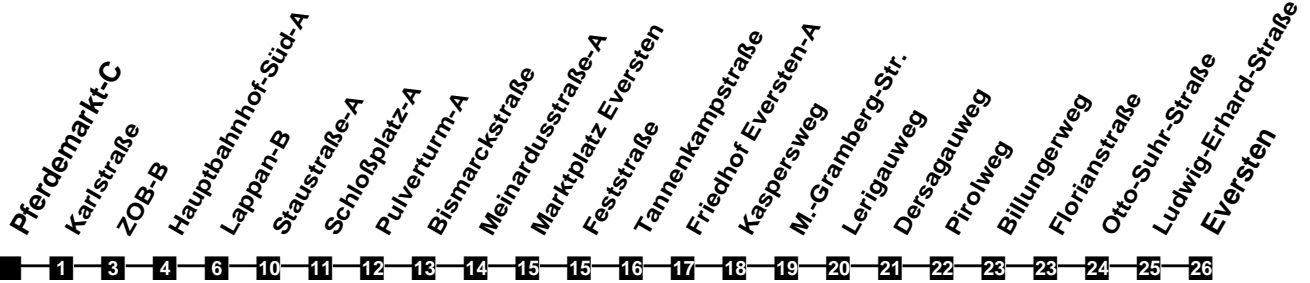 Pferdemarkt-C
Karlstraße
ZOB-B
Hauptbahnhof-Süd-A
Lappan-B
Staustraße-A
Schloßplatz-A
Pulverturm-A
Bismarckstraße
Meinardusstraße-A
Marktplatz Eversten
Feststraße
Tannenkampstraße
Friedhof Eversten-A
Kaspersweg
M.-Gramberg-Str.
Lerigauweg
Dersagauweg
Pirolweg
Billungerweg
Florianstraße
Otto-Suhr-Straße
Ludwig-Erhard-Straße
Eversten
1 3 4 6 10 11 12 13 14 15 15 16 17 18 19 20 21 22 23 23 24 25 26